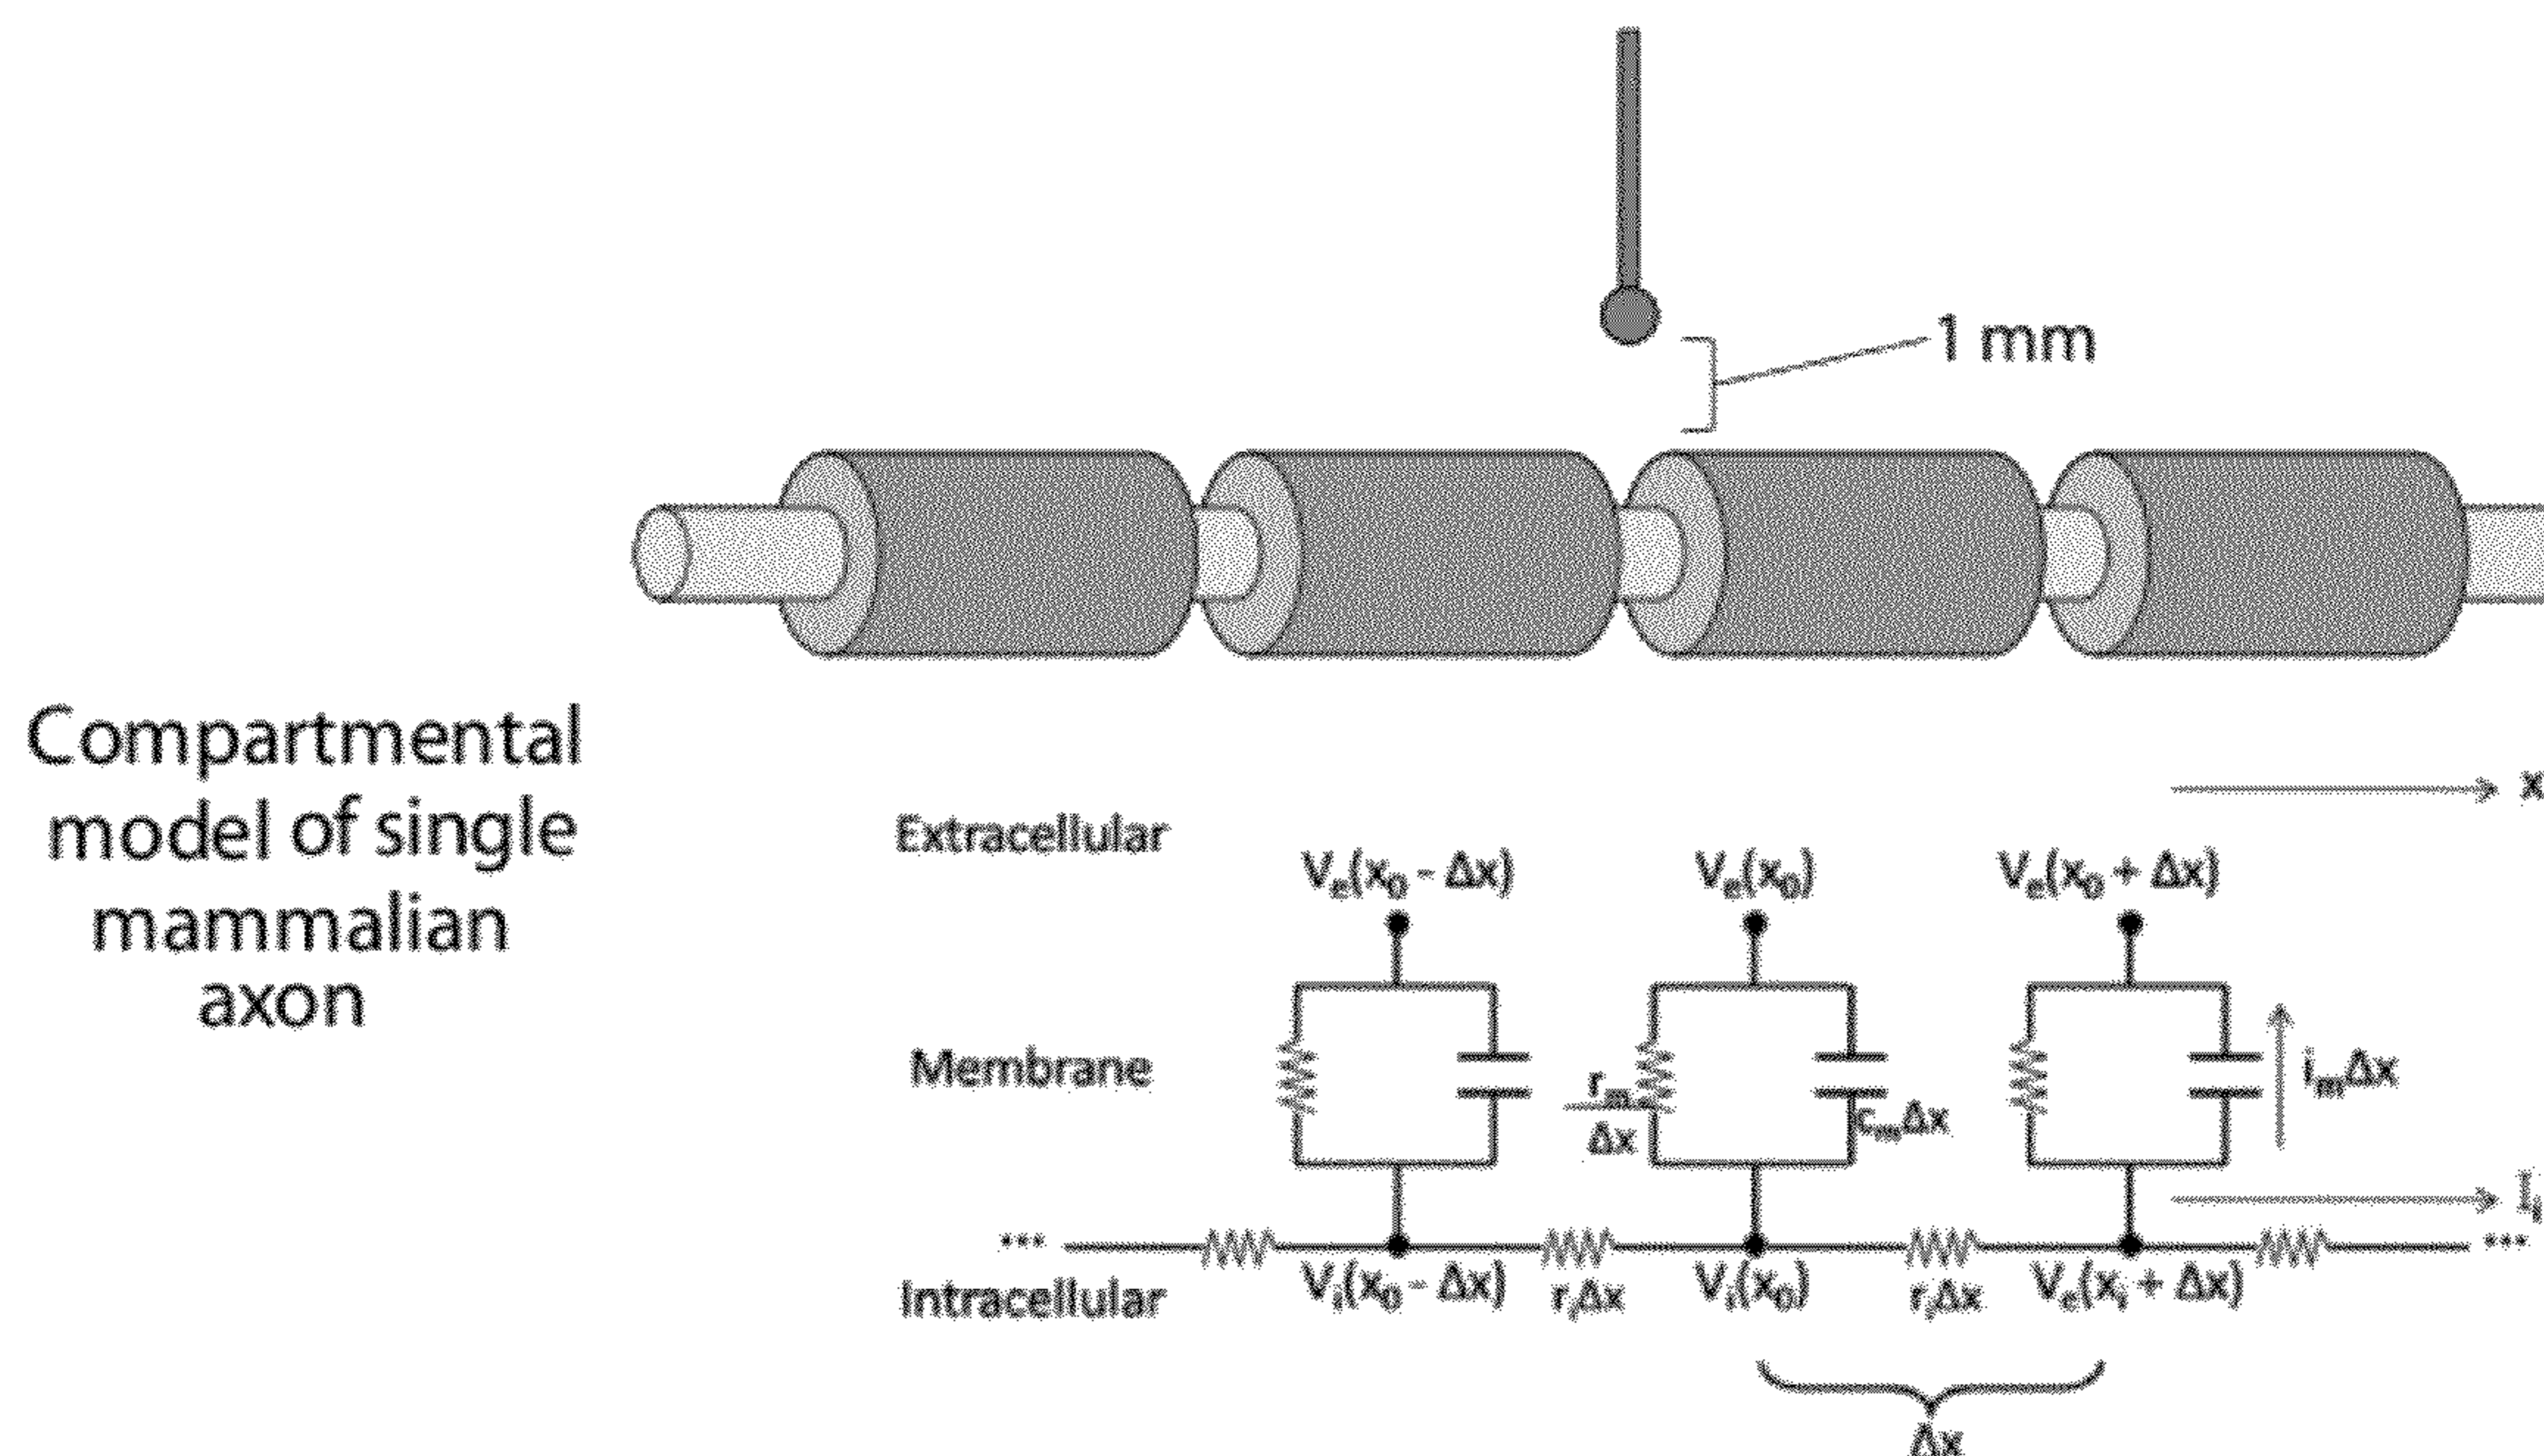 1 mm
Compartmental
model of single
mammalian
axon
x
Extracellular
Vₑ(x₀ - Δx)
Vₑ(x₀)
Vₑ(x₀ + Δx)
Membrane
rₘ
Δx
cₘΔx
iₘΔx
Iᵢ
...
...
Intracellular
Vᵢ(x₀ - Δx)
rᵢΔx
Vᵢ(x₀)
rᵢΔx
Vₑ(xᵢ + Δx)
Δx